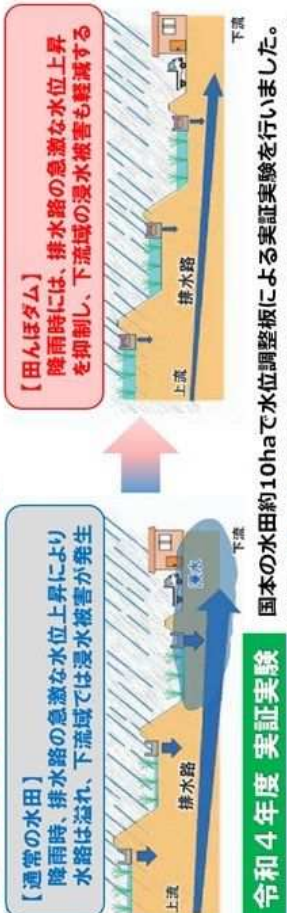 【通常の水田】
降雨時、排水路の急激な水位上昇により
水路は溢れ、下流域では浸水被害が発生
上流
排水路
浸水
下流
【田んぼダム】
降雨時には、排水路の急激な水位上昇
を抑制し、下流域の浸水被害も軽減する
上流
排水路
下流
令和４年度 実証実験
国本の水田約10haで水位調整板による実証実験を行いました。